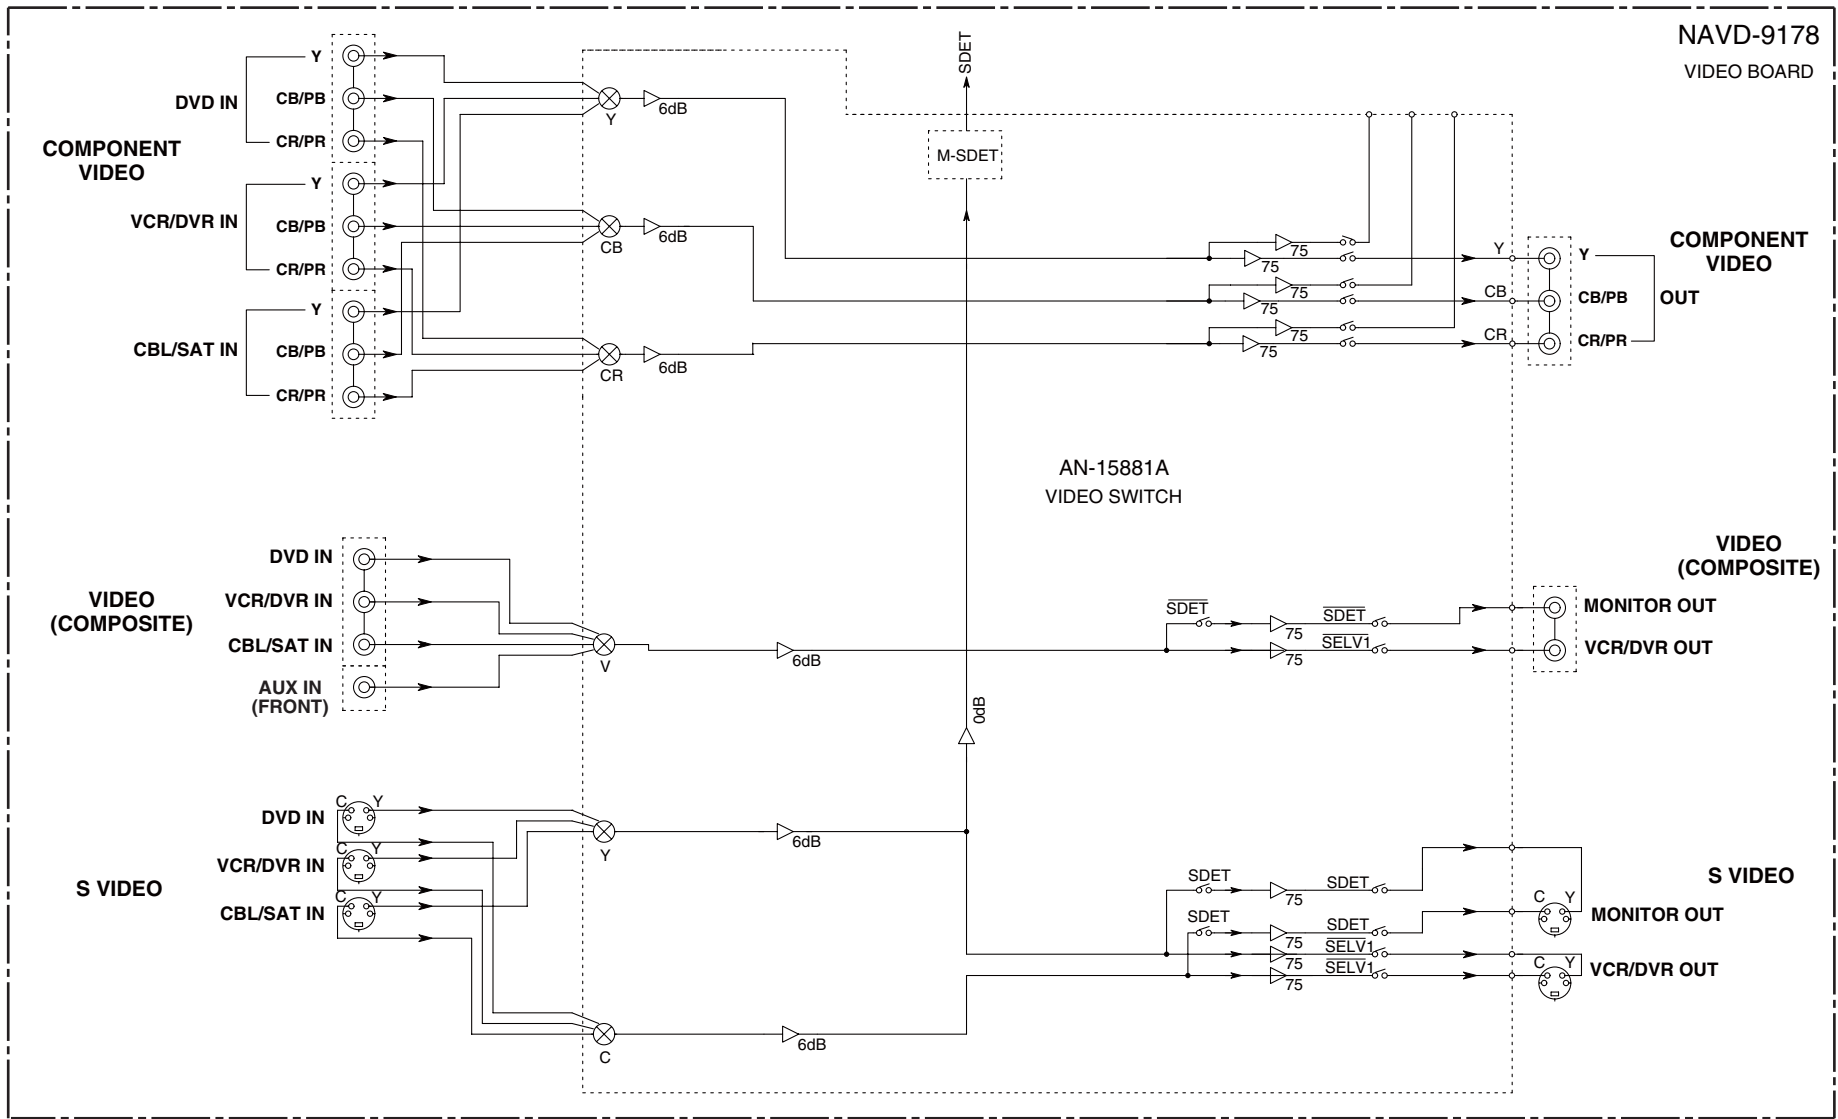 NAVD-9178
VIDEO BOARD
COMPONENT
VIDEO
DVD IN
Y
CB/PB
CR/PR
VCR/DVR IN
Y
CB/PB
CR/PR
CBL/SAT IN
Y
CB/PB
CR/PR
Y
6dB
CB
6dB
CR
6dB
SDET
M-SDET
75
75
75
75
75
75
Y
CB
CR
Y
CB/PB
CR/PR
OUT
COMPONENT
VIDEO
AN-15881A
VIDEO SWITCH
VIDEO
(COMPOSITE)
DVD IN
VCR/DVR IN
CBL/SAT IN
AUX IN
(FRONT)
V
6dB
0dB
SDET
75
SDET
75
SELV1
VIDEO
(COMPOSITE)
MONITOR OUT
VCR/DVR OUT
S VIDEO
DVD IN
C Y
VCR/DVR IN
C Y
CBL/SAT IN
C Y
Y
6dB
C
6dB
SDET
75
SDET
SDET
75
SDET
75
SELV1
75
SELV1
S VIDEO
C Y
MONITOR OUT
C Y
VCR/DVR OUT